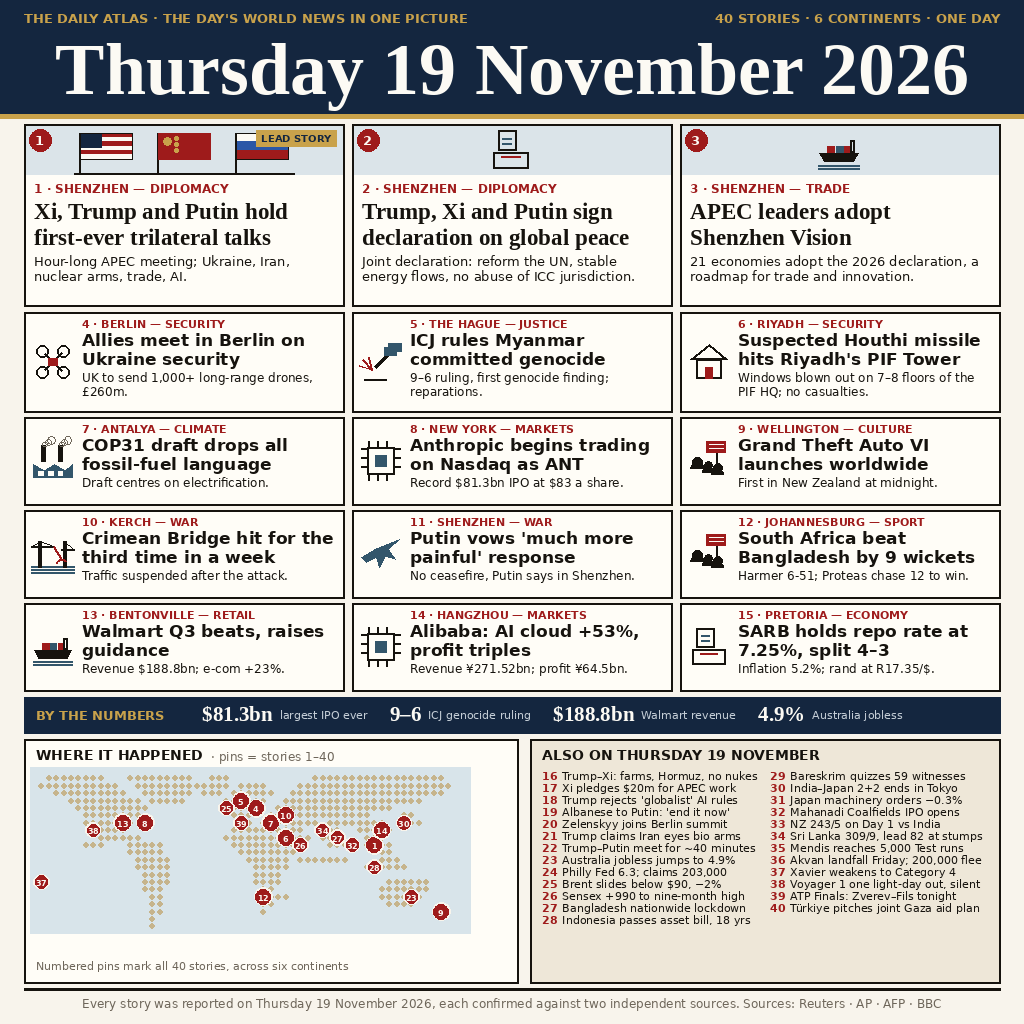 THE DAILY ATLAS · THE DAY'S WORLD NEWS IN ONE PICTURE
40 STORIES · 6 CONTINENTS · ONE DAY
Thursday 19 November 2026
1
LEAD STORY
1 · SHENZHEN — DIPLOMACY
Xi, Trump and Putin hold
first-ever trilateral talks
Hour-long APEC meeting; Ukraine, Iran,
nuclear arms, trade, AI.
2
2 · SHENZHEN — DIPLOMACY
Trump, Xi and Putin sign
declaration on global peace
Joint declaration: reform the UN, stable
energy flows, no abuse of ICC jurisdiction.
3
3 · SHENZHEN — TRADE
APEC leaders adopt
Shenzhen Vision
21 economies adopt the 2026 declaration, a
roadmap for trade and innovation.
4 · BERLIN — SECURITY
Allies meet in Berlin on
Ukraine security
UK to send 1,000+ long-range drones,
£260m.
5 · THE HAGUE — JUSTICE
ICJ rules Myanmar
committed genocide
9–6 ruling, first genocide finding;
reparations.
6 · RIYADH — SECURITY
Suspected Houthi missile
hits Riyadh's PIF Tower
Windows blown out on 7–8 floors of the
PIF HQ; no casualties.
7 · ANTALYA — CLIMATE
COP31 draft drops all
fossil-fuel language
Draft centres on electrification.
8 · NEW YORK — MARKETS
Anthropic begins trading
on Nasdaq as ANT
Record $81.3bn IPO at $83 a share.
9 · WELLINGTON — CULTURE
Grand Theft Auto VI
launches worldwide
First in New Zealand at midnight.
10 · KERCH — WAR
Crimean Bridge hit for the
third time in a week
Traffic suspended after the attack.
11 · SHENZHEN — WAR
Putin vows 'much more
painful' response
No ceasefire, Putin says in Shenzhen.
12 · JOHANNESBURG — SPORT
South Africa beat
Bangladesh by 9 wickets
Harmer 6-51; Proteas chase 12 to win.
13 · BENTONVILLE — RETAIL
Walmart Q3 beats, raises
guidance
Revenue $188.8bn; e-com +23%.
14 · HANGZHOU — MARKETS
Alibaba: AI cloud +53%,
profit triples
Revenue ¥271.52bn; profit ¥64.5bn.
15 · PRETORIA — ECONOMY
SARB holds repo rate at
7.25%, split 4–3
Inflation 5.2%; rand at R17.35/$.
BY THE NUMBERS
$81.3bn largest IPO ever
9–6 ICJ genocide ruling
$188.8bn Walmart revenue
4.9% Australia jobless
WHERE IT HAPPENED · pins = stories 1–40
25
5
4
10
38
13
8
39
7
6
26
34
27
32
14
1
30
28
37
12
23
9
Numbered pins mark all 40 stories, across six continents
ALSO ON THURSDAY 19 NOVEMBER
16 Trump–Xi: farms, Hormuz, no nukes
17 Xi pledges $20m for APEC work
18 Trump rejects 'globalist' AI rules
19 Albanese to Putin: 'end it now'
20 Zelenskyy joins Berlin summit
21 Trump claims Iran eyes bio arms
22 Trump–Putin meet for ~40 minutes
23 Australia jobless jumps to 4.9%
24 Philly Fed 6.3; claims 203,000
25 Brent slides below $90, −2%
26 Sensex +990 to nine-month high
27 Bangladesh nationwide lockdown
28 Indonesia passes asset bill, 18 yrs
29 Bareskrim quizzes 59 witnesses
30 India–Japan 2+2 ends in Tokyo
31 Japan machinery orders −0.3%
32 Mahanadi Coalfields IPO opens
33 NZ 243/5 on Day 1 vs India
34 Sri Lanka 309/9, lead 82 at stumps
35 Mendis reaches 5,000 Test runs
36 Akvan landfall Friday; 200,000 flee
37 Xavier weakens to Category 4
38 Voyager 1 one light-day out, silent
39 ATP Finals: Zverev–Fils tonight
40 Türkiye pitches joint Gaza aid plan
Every story was reported on Thursday 19 November 2026, each confirmed against two independent sources. Sources: Reuters · AP · AFP · BBC